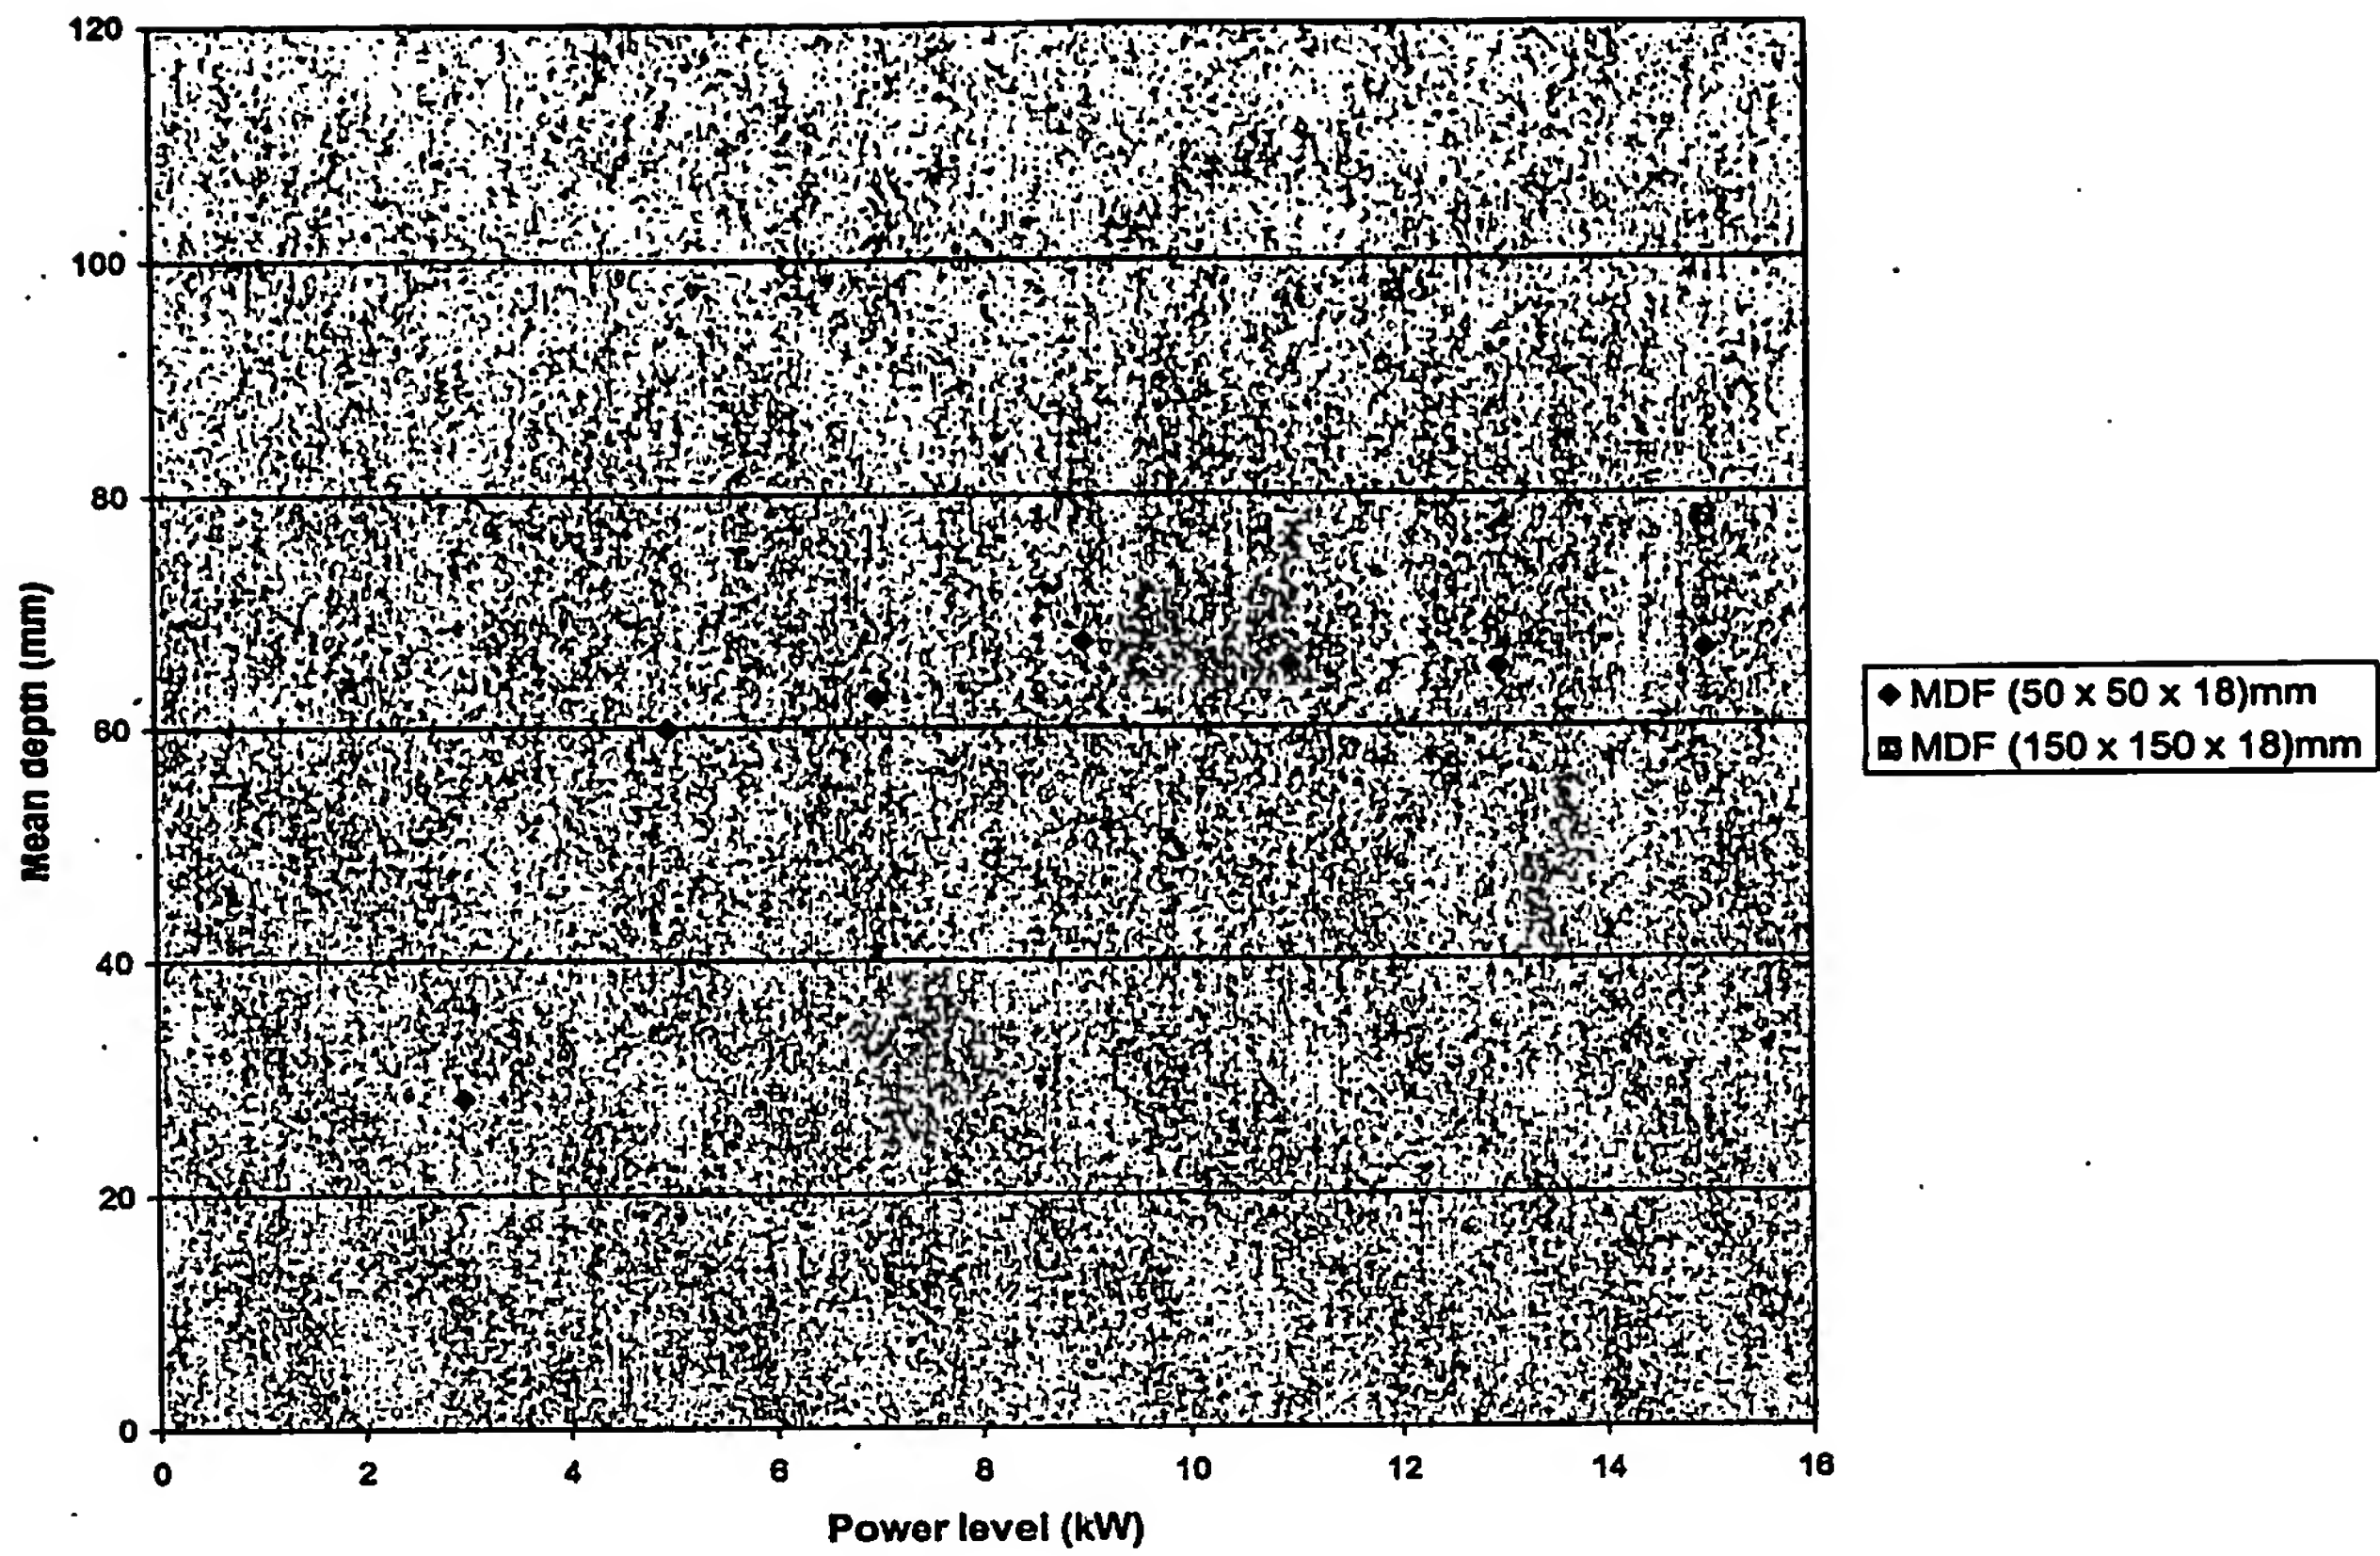 120
100
80
60
40
20
0
0 2 4 6 8 10 12 14 16
Mean depth (mm)
Power level (kW)
MDF (50 x 50 x 18)mm
MDF (150 x 150 x 18)mm